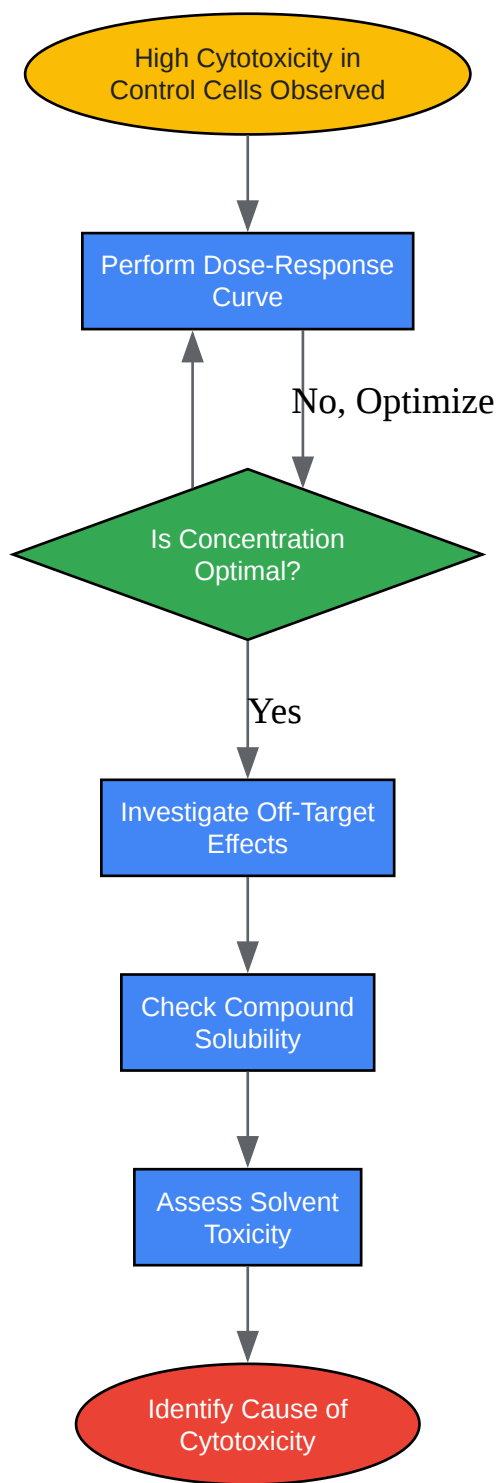 High Cytotoxicity in
Control Cells Observed
Perform Dose-Response
Curve
No, Optimize
Is Concentration
Optimal?
Yes
Investigate Off-Target
Effects
Check Compound
Solubility
Assess Solvent
Toxicity
Identify Cause of
Cytotoxicity